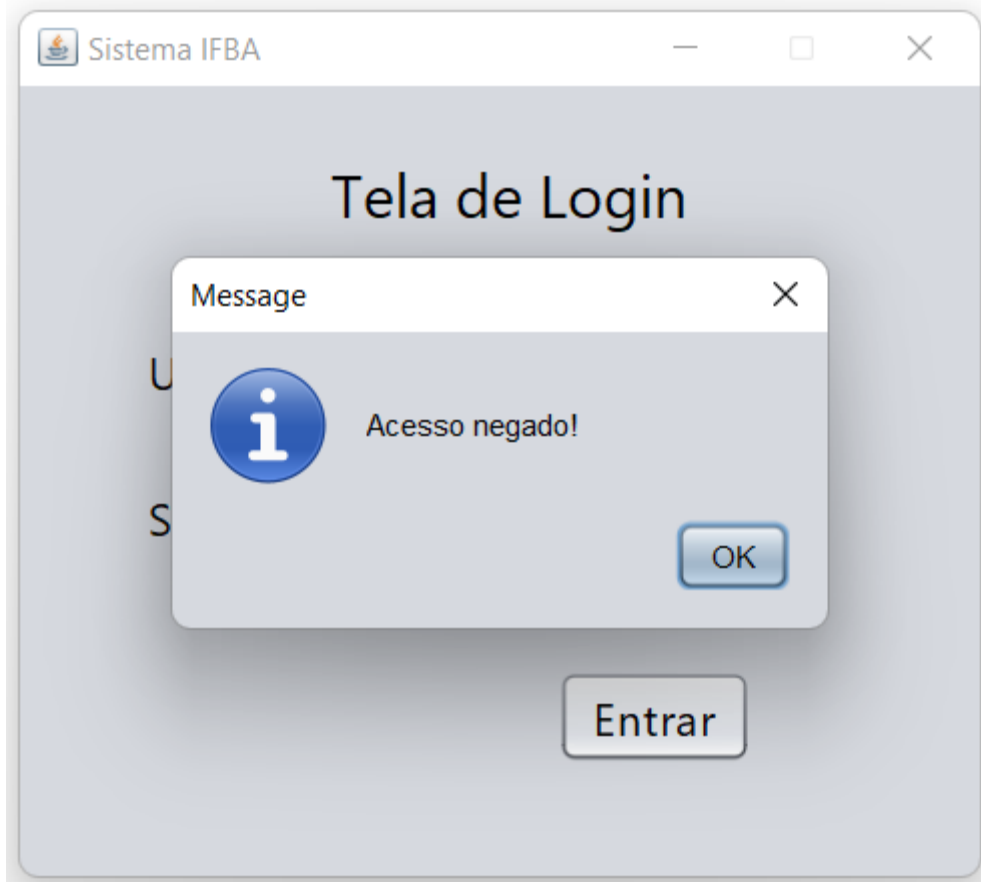 Sistema IFBA
Tela de Login
Message
U
Acesso negado!
S
OK
Entrar